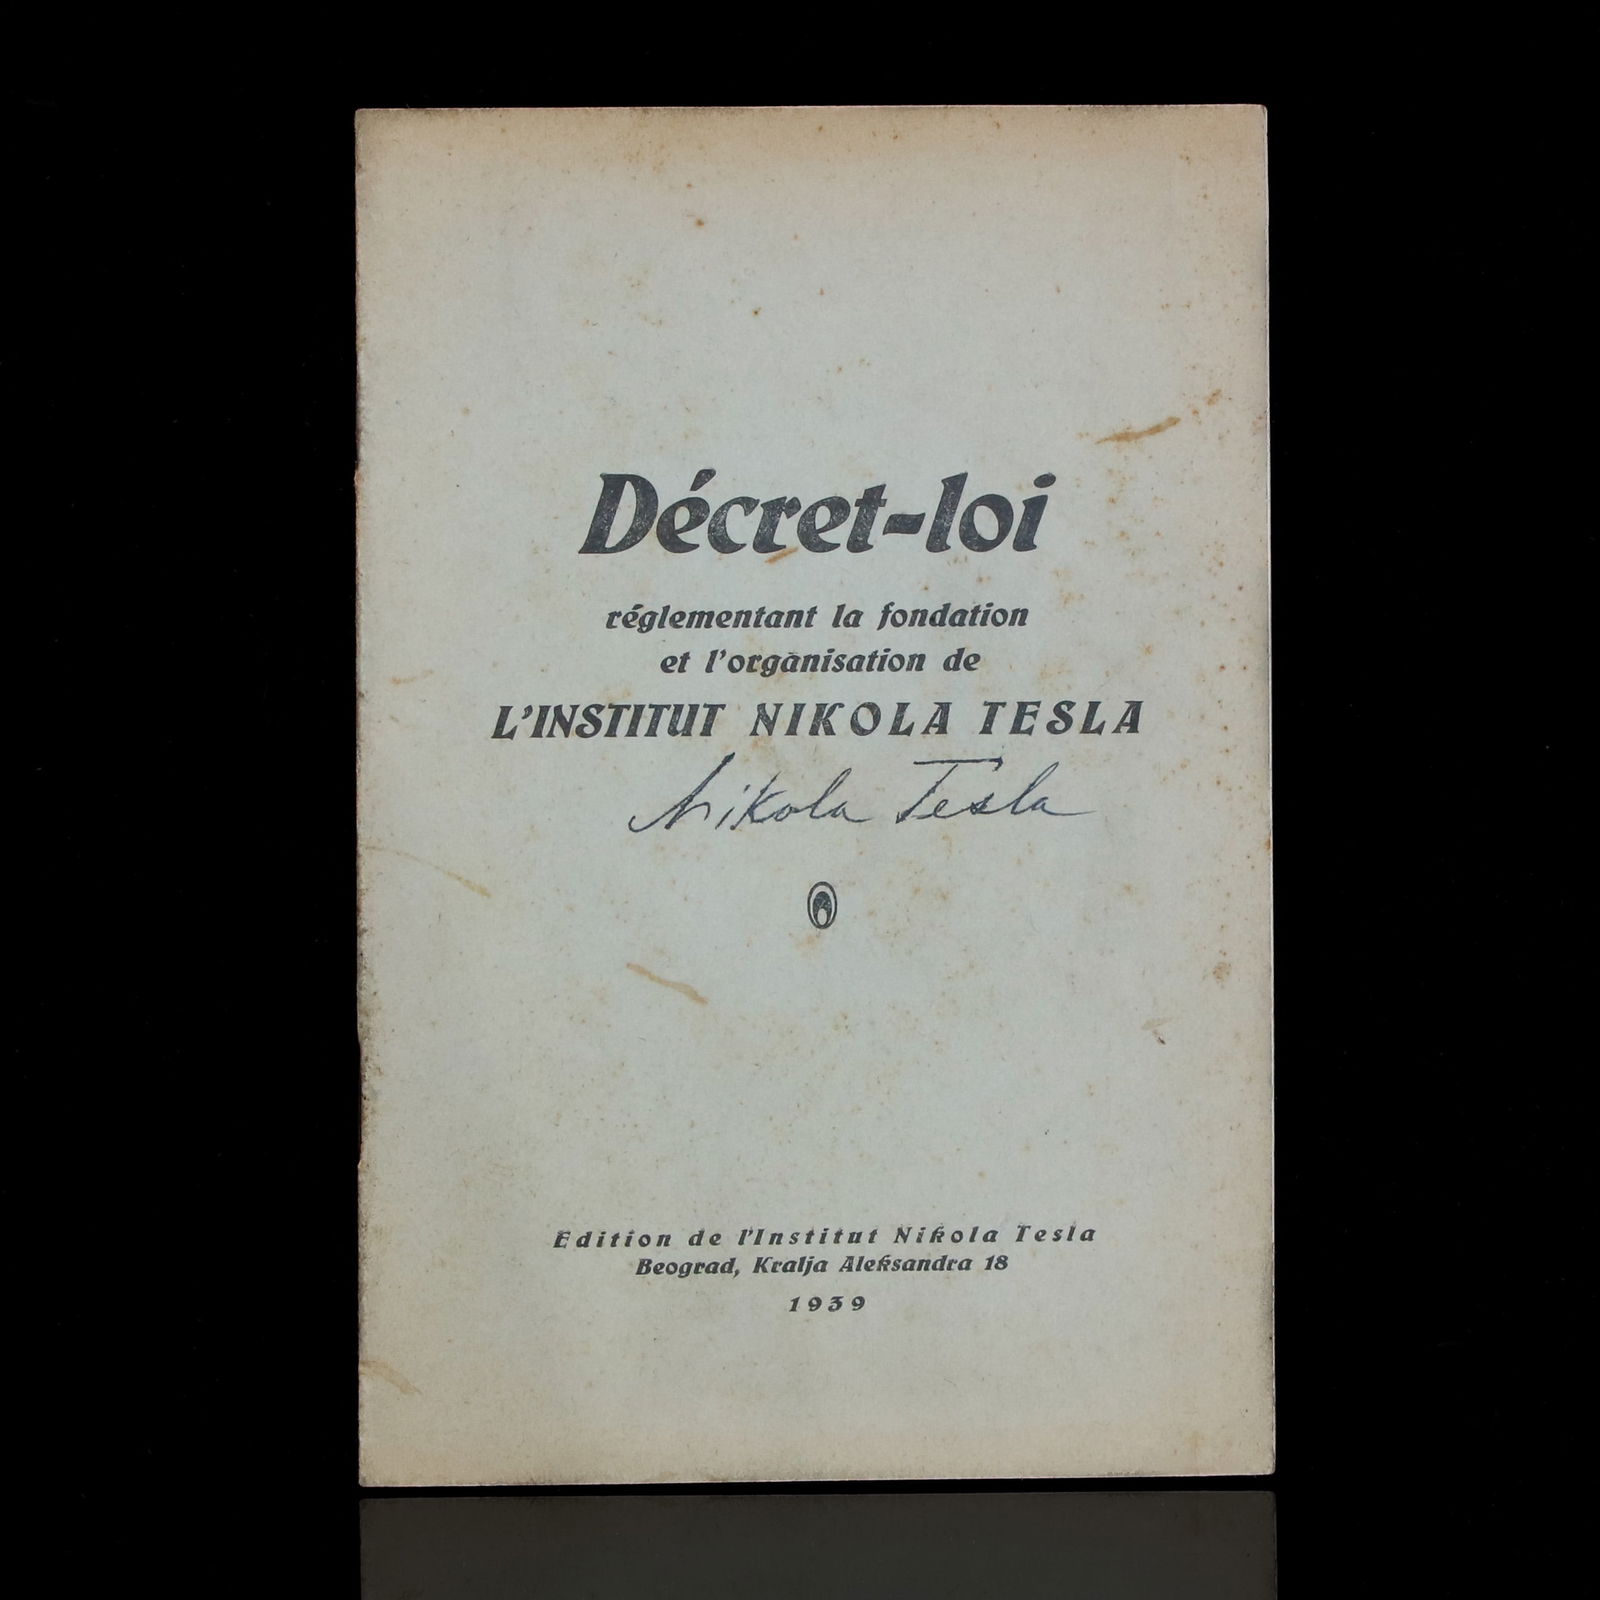 Décret-loi
réglementant la fondation
et l'organisation de
L'INSTITUT NIKOLA TESLA
Nikola Tesla
Edition de l'Institut Nikola Tesla
Beograd, Kralja Aleksandra 18
1939